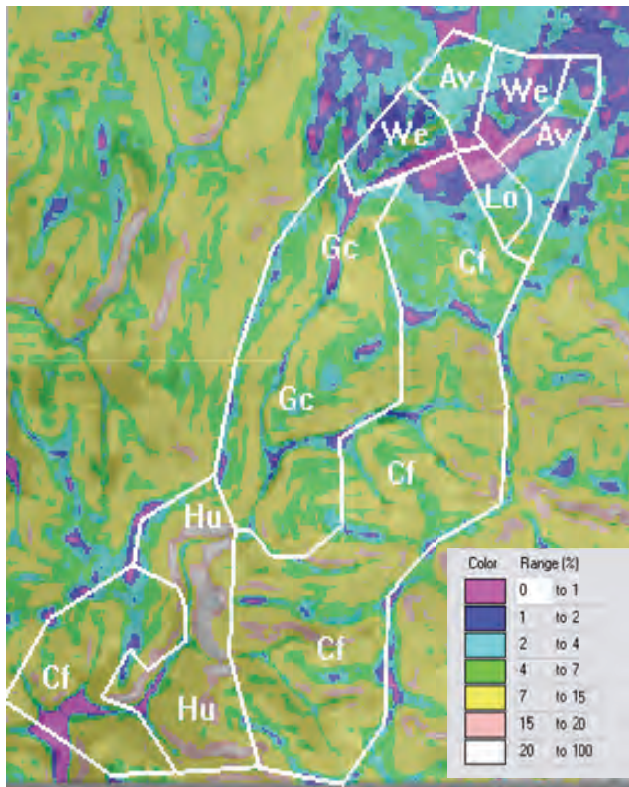 Av
We
We
Av
Lo
Gc
Cf
Gc
Cf
Hu
Cf
Cf
Hu
Color Range (%)
0 to 1
1 to 2
2 to 4
4 to 7
7 to 15
15 to 20
20 to 100